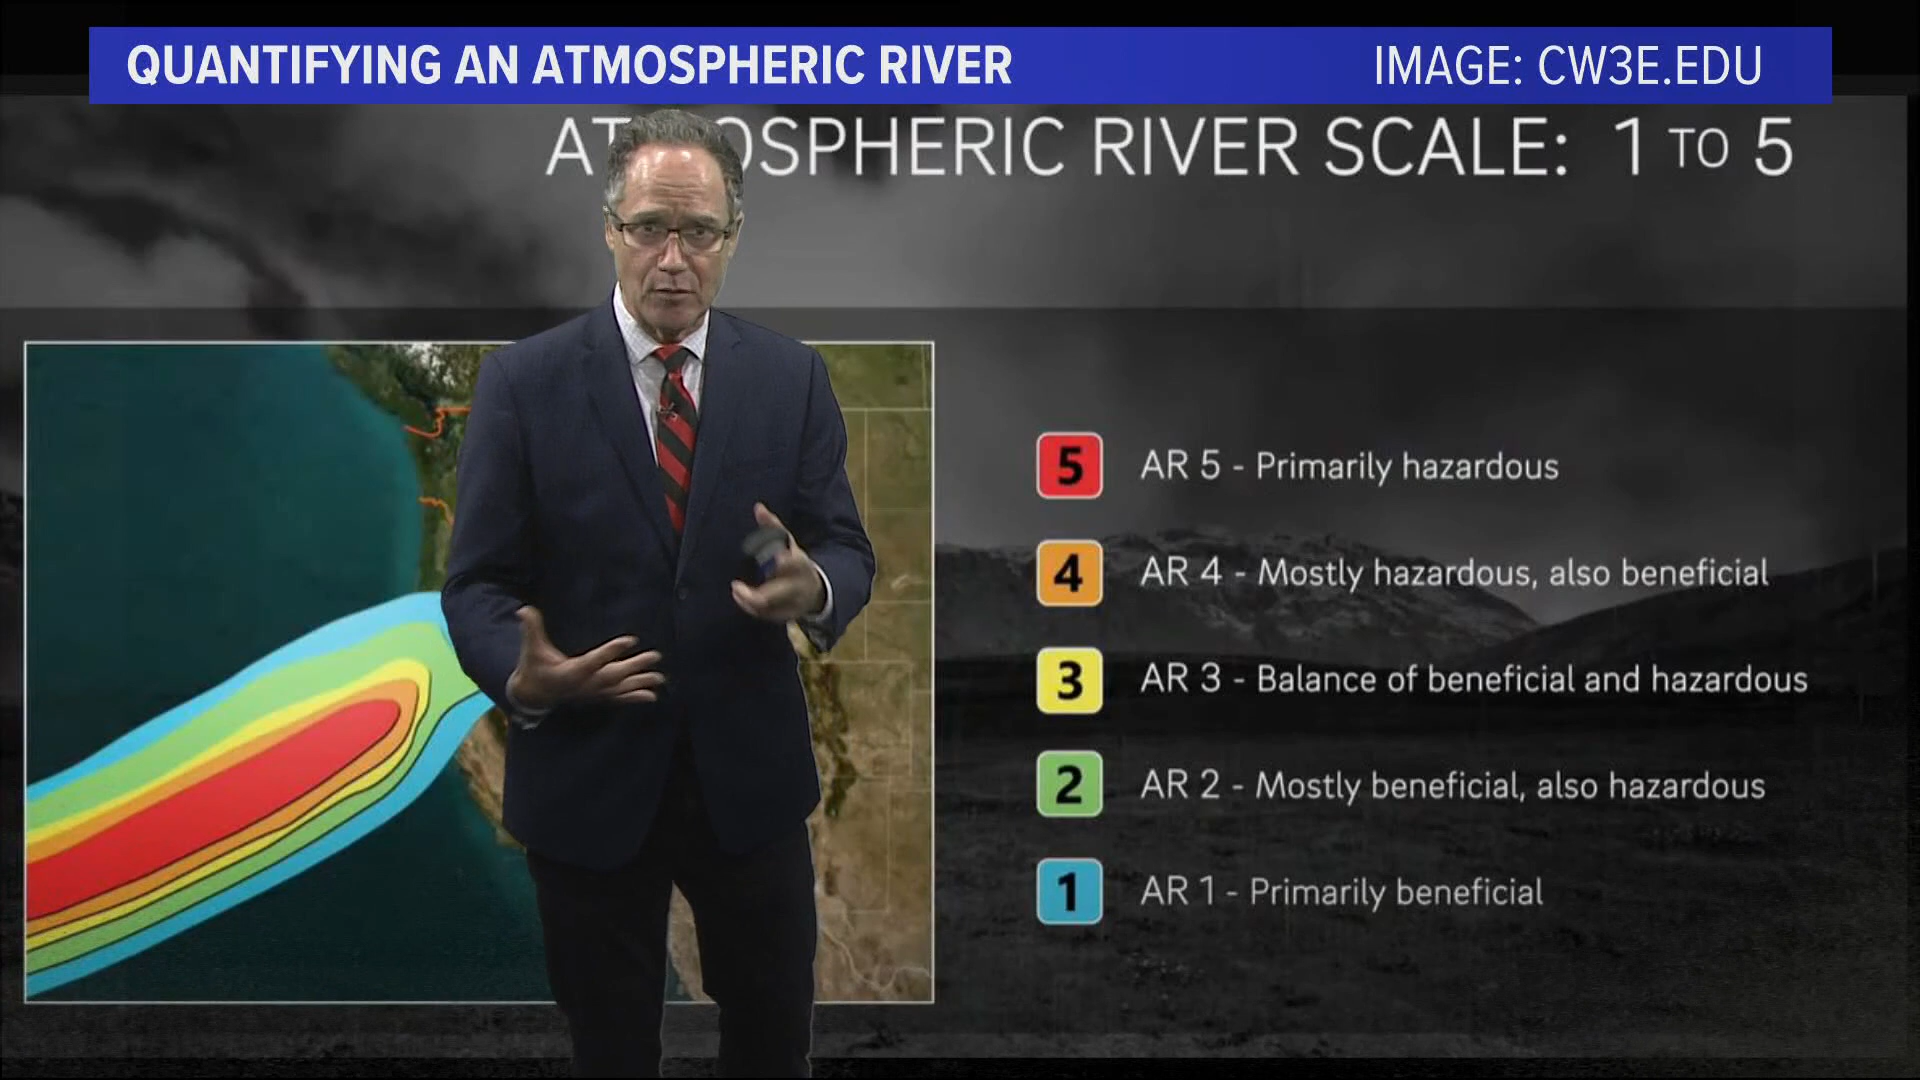 QUANTIFYING AN ATMOSPHERIC RIVER
IMAGE: CW3E.EDU
RIVER SCALE: 1 TO 5
5 AR 5 - Primarily hazardous
4 AR 4 - Mostly hazardous, also beneficial
3 AR 3 - Balance of beneficial and hazardous
2 AR 2 - Mostly beneficial, also hazardous
1 AR 1 - Primarily beneficial